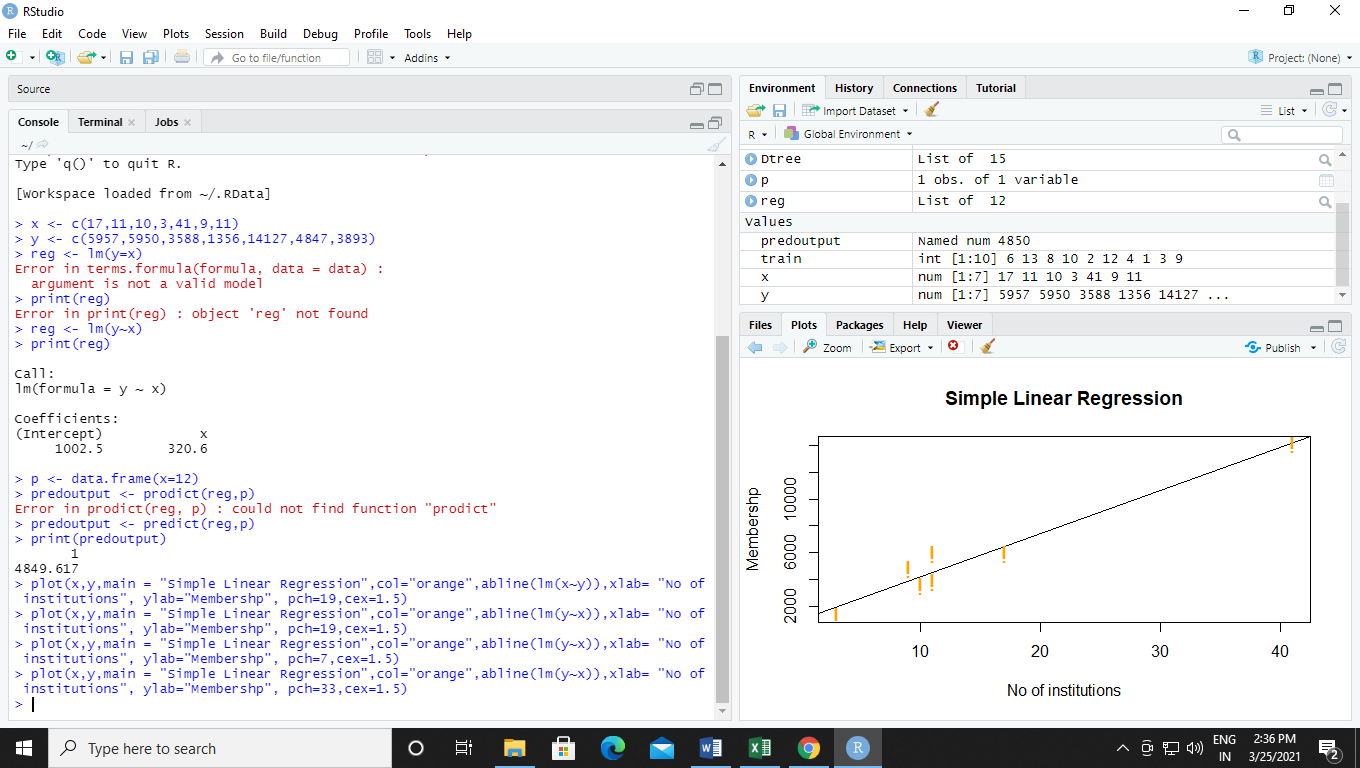 RStudio
File Edit Code View Plots Session Build Debug Profile Tools Help
Go to file/function
Addins
Project: (None)
Source
Console Terminal Jobs
~/
Type 'q()' to quit R.
[Workspace loaded from ~/.RData]
> x <- c(17,11,10,3,41,9,11)
> y <- c(5957,5950,3588,1356,14127,4847,3893)
> reg <- lm(y=x)
Error in terms.formula(formula, data = data) :
argument is not a valid model
> print(reg)
Error in print(reg) : object 'reg' not found
> reg <- lm(y~x)
> print(reg)
Call:
lm(formula = y ~ x)
Coefficients:
(Intercept) x
1002.5 320.6
> p <- data.frame(x=12)
> predoutput <- prodict(reg,p)
Error in prodict(reg, p) : could not find function "prodict"
> predoutput <- predict(reg,p)
> print(predoutput)
1
4849.617
> plot(x,y,main = "Simple Linear Regression",col="orange",abline(lm(x~y)),xlab= "No of
institutions", ylab="Membershp", pch=19,cex=1.5)
> plot(x,y,main = "Simple Linear Regression",col="orange",abline(lm(y~x)),xlab= "No of
institutions", ylab="Membershp", pch=19,cex=1.5)
> plot(x,y,main = "Simple Linear Regression",col="orange",abline(lm(y~x)),xlab= "No of
institutions", ylab="Membershp", pch=7,cex=1.5)
> plot(x,y,main = "Simple Linear Regression",col="orange",abline(lm(y~x)),xlab= "No of
institutions", ylab="Membershp", pch=33,cex=1.5)
>
Environment History Connections Tutorial
Import Dataset
List
R Global Environment
Dtree List of 15
p 1 obs. of 1 variable
reg List of 12
Values
predoutput Named num 4850
train int [1:10] 6 13 8 10 2 12 4 1 3 9
x num [1:7] 17 11 10 3 41 9 11
y num [1:7] 5957 5950 3588 1356 14127 ...
Files Plots Packages Help Viewer
Zoom Export Publish
Simple Linear Regression
Membershp
10000
6000
2000
10 20 30 40
No of institutions
Type here to search
ENG
IN
2:36 PM
3/25/2021
2